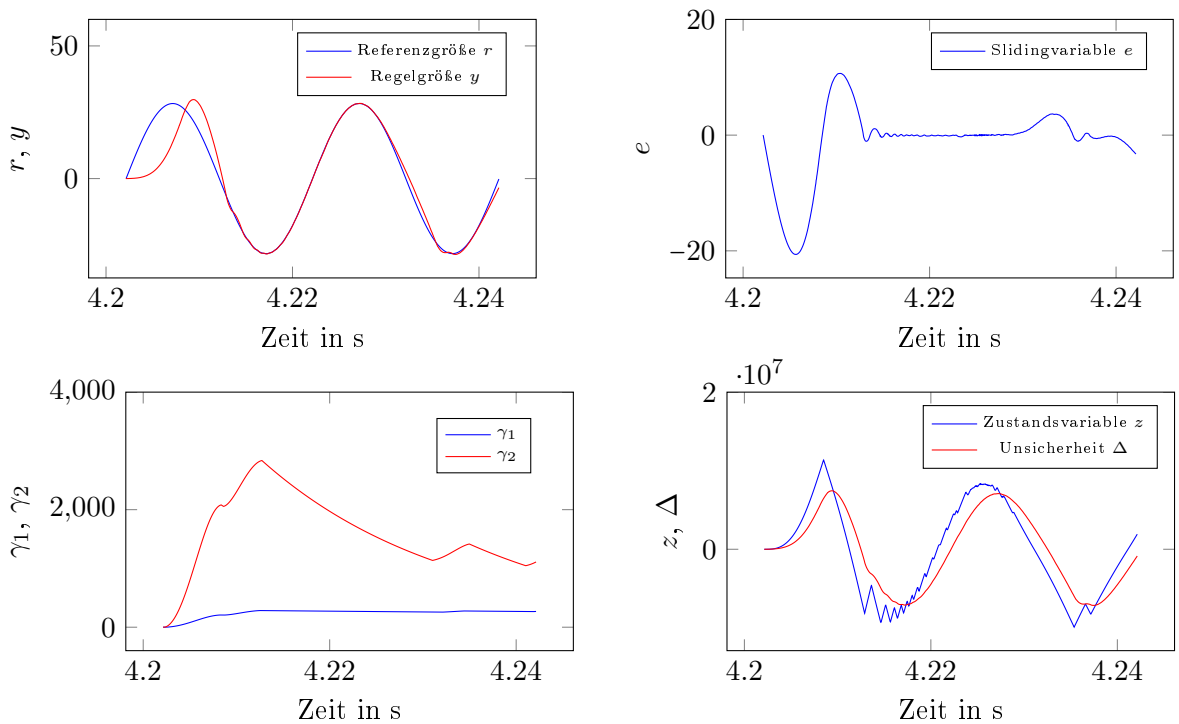 50
0
r, y
Referenzgröße r
Regelgröße y
4.2
4.22
4.24
Zeit in s
20
0
−20
e
Slidingvariable e
4.2
4.22
4.24
Zeit in s
4,000
2,000
0
γ1, γ2
γ1
γ2
4.2
4.22
4.24
Zeit in s
·10^7
2
0
z, Δ
Zustandsvariable z
Unsicherheit Δ
4.2
4.22
4.24
Zeit in s